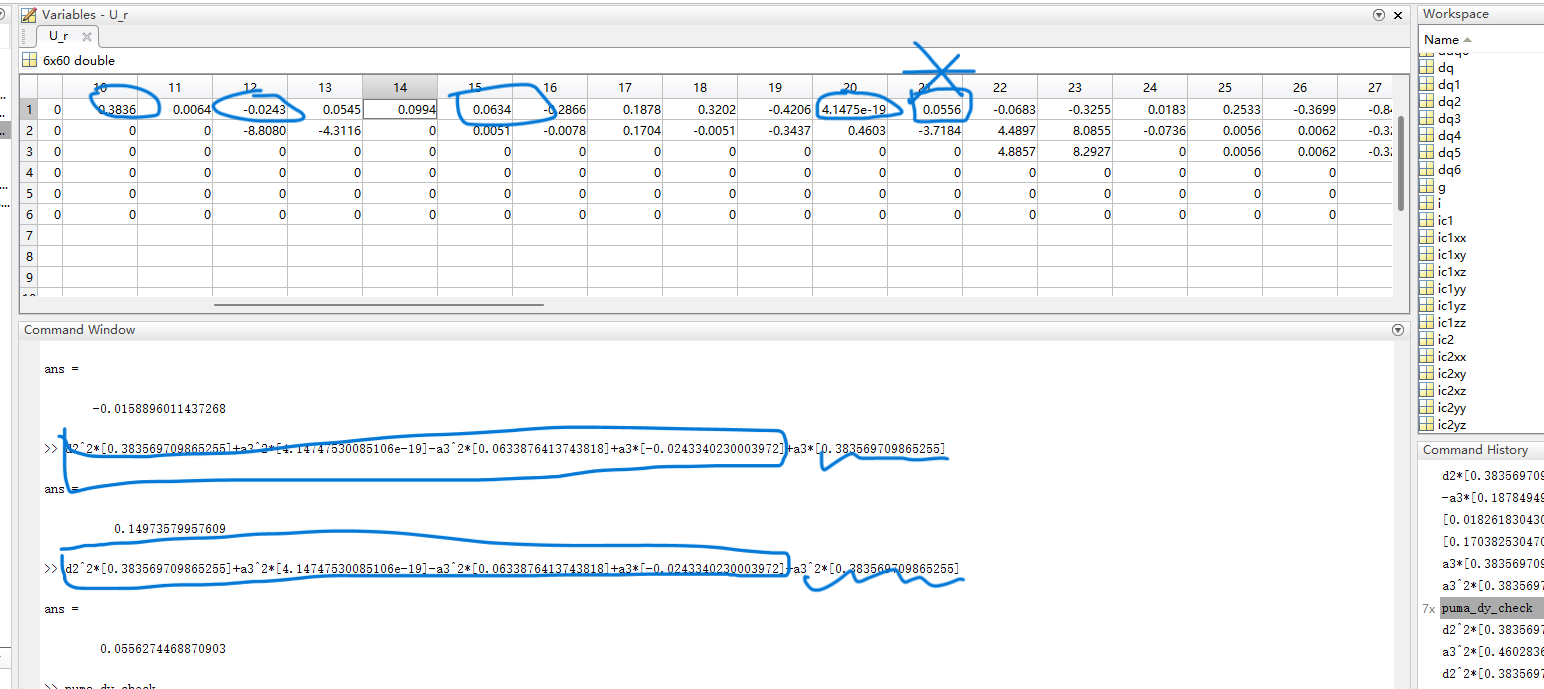 Variables - U_r
U_r
6x60 double
10 11 12 13 14 15 16 17 18 19 20 21 22 23 24 25 26 27
1 0 0.3836 0.0064 -0.0243 0.0545 0.0994 0.0634 -0.2866 0.1878 0.3202 -0.4206 4.1475e-19 0.0556 -0.0683 -0.3255 0.0183 0.2533 -0.3699 -0.84
2 0 0 0 -8.8080 -4.3116 0 0.0051 -0.0078 0.1704 -0.0051 -0.3437 0.4603 -3.7184 4.4897 8.0855 -0.0736 0.0056 0.0062 -0.32
3 0 0 0 0 0 0 0 0 0 0 0 0 0 4.8857 8.2927 0 0.0056 0.0062 -0.32
4 0 0 0 0 0 0 0 0 0 0 0 0 0 0 0 0 0 0
5 0 0 0 0 0 0 0 0 0 0 0 0 0 0 0 0 0 0
6 0 0 0 0 0 0 0 0 0 0 0 0 0 0 0 0 0 0
7
8
9
Command Window
ans =
-0.0158896011437268
>> d2^2*[0.383569709865255]+a3^2*[4.14747530085106e-19]-a3^2*[0.0633876413743818]+a3*[-0.0243340230003972]+a3*[0.383569709865255]
ans =
0.14973579957609
>> d2^2*[0.383569709865255]+a3^2*[4.14747530085106e-19]-a3^2*[0.0633876413743818]+a3*[-0.0243340230003972]+a3^2*[0.383569709865255]
ans =
0.0556274468870903
>> puma_dy_check
Workspace
Name
dq
dq1
dq2
dq3
dq4
dq5
dq6
g
i
ic1
ic1xx
ic1xy
ic1xz
ic1yy
ic1yz
ic1zz
ic2
ic2xx
ic2xy
ic2xz
ic2yy
ic2yz
Command History
d2*[0.383569709
-a3*[0.18784949
[0.018261830430
[0.170382530470
a3*[0.383569709
a3^2*[0.3835697
7x puma_dy_check
d2^2*[0.3835697
a3^2*[0.4602836
d2^2*[0.3835697